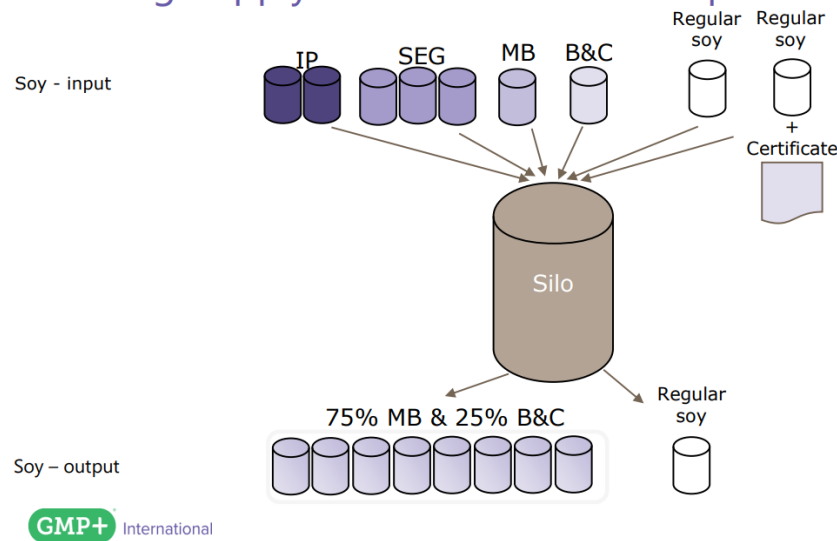 Regular Regular
soy soy
IP SEG MB B&C
Soy - input
+
Certificate
Silo
Regular
soy
75% MB & 25% B&C
Soy – output
GMP+ International